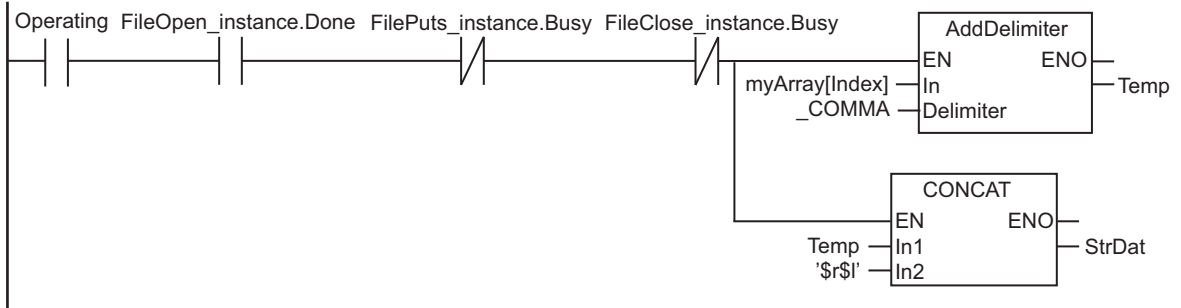 Operating FileOpen_instance.Done FilePuts_instance.Busy FileClose_instance.Busy
AddDelimiter
EN ENO
myArray[Index] In Temp
_COMMA Delimiter
CONCAT
EN ENO
Temp In1 StrDat
'$r$l' In2